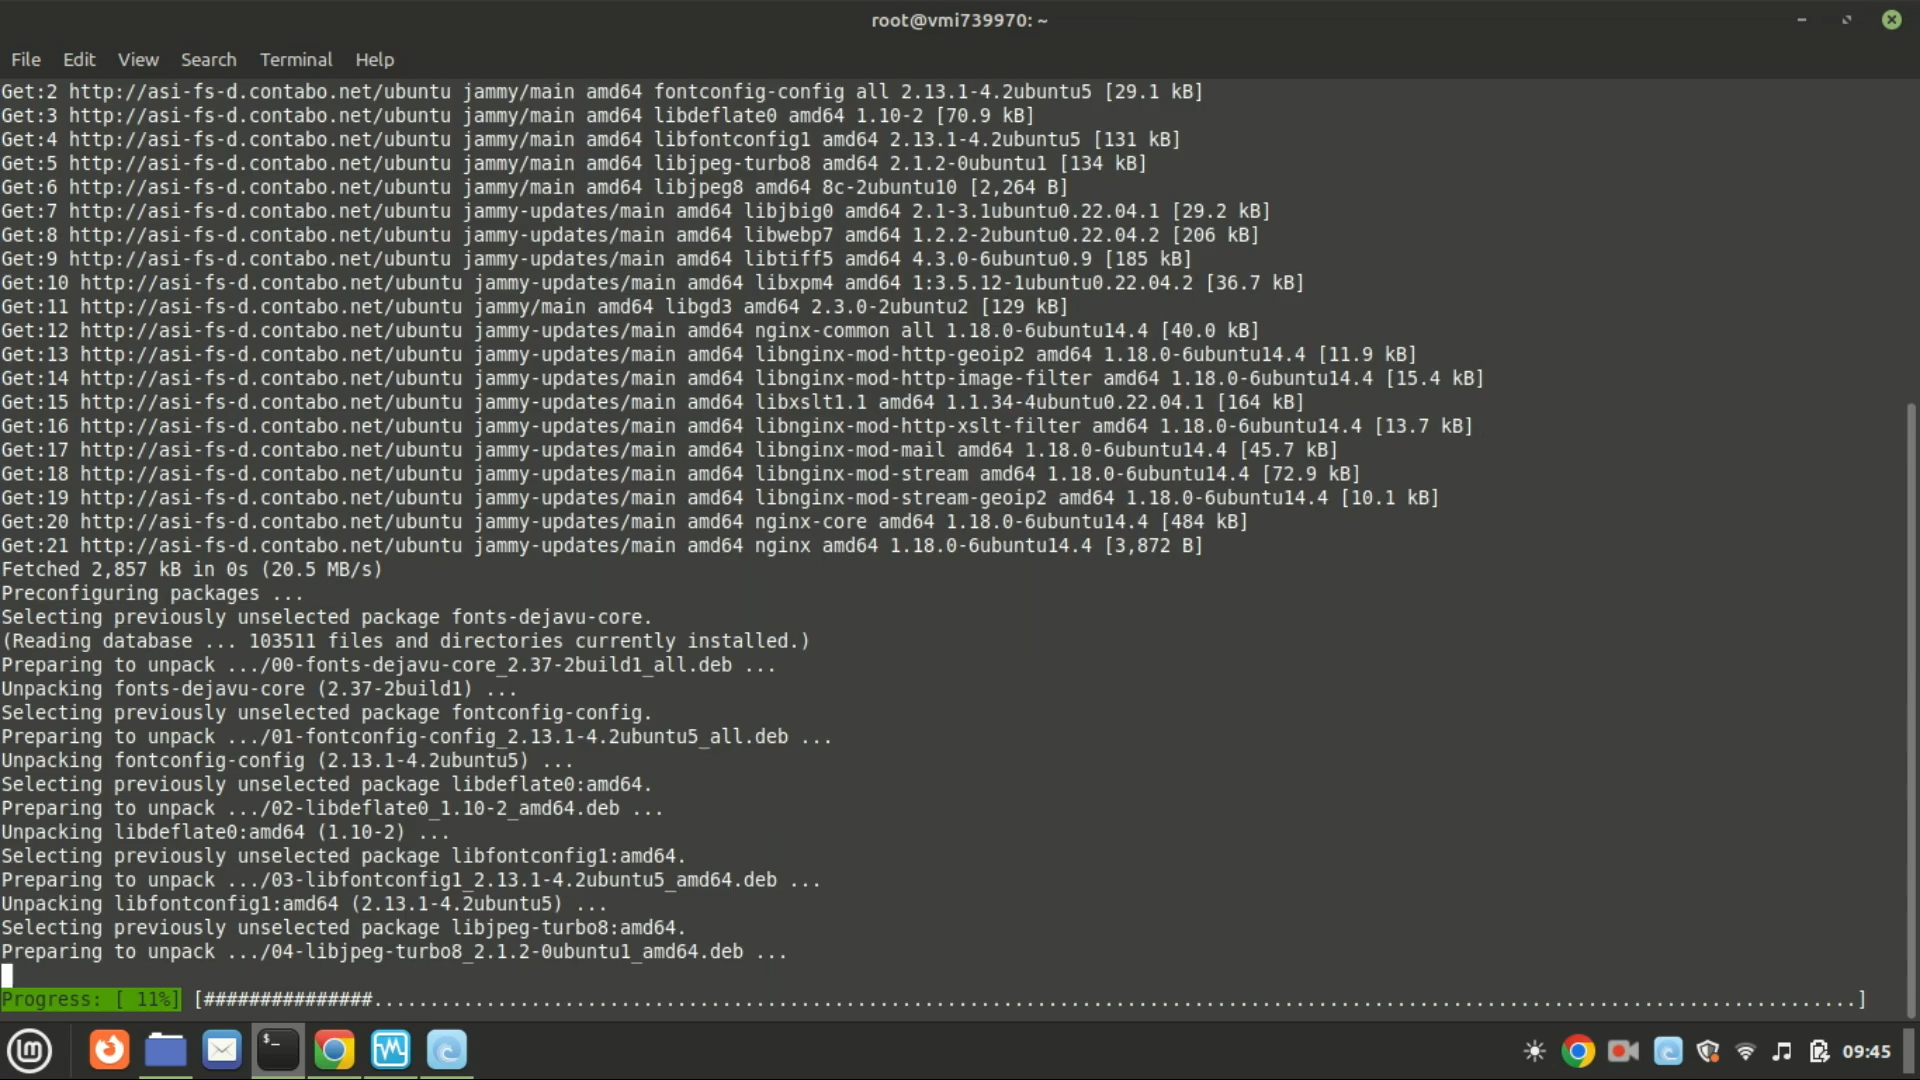 root@vmi739970: ~
File Edit View Search Terminal Help
Get:2 http://asi-fs-d.contabo.net/ubuntu jammy/main amd64 fontconfig-config all 2.13.1-4.2ubuntu5 [29.1 kB]
Get:3 http://asi-fs-d.contabo.net/ubuntu jammy/main amd64 libdeflate0 amd64 1.10-2 [70.9 kB]
Get:4 http://asi-fs-d.contabo.net/ubuntu jammy/main amd64 libfontconfig1 amd64 2.13.1-4.2ubuntu5 [131 kB]
Get:5 http://asi-fs-d.contabo.net/ubuntu jammy/main amd64 libjpeg-turbo8 amd64 2.1.2-0ubuntu1 [134 kB]
Get:6 http://asi-fs-d.contabo.net/ubuntu jammy/main amd64 libjpeg8 amd64 8c-2ubuntu10 [2,264 B]
Get:7 http://asi-fs-d.contabo.net/ubuntu jammy-updates/main amd64 libjbig0 amd64 2.1-3.1ubuntu0.22.04.1 [29.2 kB]
Get:8 http://asi-fs-d.contabo.net/ubuntu jammy-updates/main amd64 libwebp7 amd64 1.2.2-2ubuntu0.22.04.2 [206 kB]
Get:9 http://asi-fs-d.contabo.net/ubuntu jammy-updates/main amd64 libtiff5 amd64 4.3.0-6ubuntu0.9 [185 kB]
Get:10 http://asi-fs-d.contabo.net/ubuntu jammy-updates/main amd64 libxpm4 amd64 1:3.5.12-1ubuntu0.22.04.2 [36.7 kB]
Get:11 http://asi-fs-d.contabo.net/ubuntu jammy/main amd64 libgd3 amd64 2.3.0-2ubuntu2 [129 kB]
Get:12 http://asi-fs-d.contabo.net/ubuntu jammy-updates/main amd64 nginx-common all 1.18.0-6ubuntu14.4 [40.0 kB]
Get:13 http://asi-fs-d.contabo.net/ubuntu jammy-updates/main amd64 libnginx-mod-http-geoip2 amd64 1.18.0-6ubuntu14.4 [11.9 kB]
Get:14 http://asi-fs-d.contabo.net/ubuntu jammy-updates/main amd64 libnginx-mod-http-image-filter amd64 1.18.0-6ubuntu14.4 [15.4 kB]
Get:15 http://asi-fs-d.contabo.net/ubuntu jammy-updates/main amd64 libxslt1.1 amd64 1.1.34-4ubuntu0.22.04.1 [164 kB]
Get:16 http://asi-fs-d.contabo.net/ubuntu jammy-updates/main amd64 libnginx-mod-http-xslt-filter amd64 1.18.0-6ubuntu14.4 [13.7 kB]
Get:17 http://asi-fs-d.contabo.net/ubuntu jammy-updates/main amd64 libnginx-mod-mail amd64 1.18.0-6ubuntu14.4 [45.7 kB]
Get:18 http://asi-fs-d.contabo.net/ubuntu jammy-updates/main amd64 libnginx-mod-stream amd64 1.18.0-6ubuntu14.4 [72.9 kB]
Get:19 http://asi-fs-d.contabo.net/ubuntu jammy-updates/main amd64 libnginx-mod-stream-geoip2 amd64 1.18.0-6ubuntu14.4 [10.1 kB]
Get:20 http://asi-fs-d.contabo.net/ubuntu jammy-updates/main amd64 nginx-core amd64 1.18.0-6ubuntu14.4 [484 kB]
Get:21 http://asi-fs-d.contabo.net/ubuntu jammy-updates/main amd64 nginx amd64 1.18.0-6ubuntu14.4 [3,872 B]
Fetched 2,857 kB in 0s (20.5 MB/s)
Preconfiguring packages ...
Selecting previously unselected package fonts-dejavu-core.
(Reading database ... 103511 files and directories currently installed.)
Preparing to unpack .../00-fonts-dejavu-core_2.37-2build1_all.deb ...
Unpacking fonts-dejavu-core (2.37-2build1) ...
Selecting previously unselected package fontconfig-config.
Preparing to unpack .../01-fontconfig-config_2.13.1-4.2ubuntu5_all.deb ...
Unpacking fontconfig-config (2.13.1-4.2ubuntu5) ...
Selecting previously unselected package libdeflate0:amd64.
Preparing to unpack .../02-libdeflate0_1.10-2_amd64.deb ...
Unpacking libdeflate0:amd64 (1.10-2) ...
Selecting previously unselected package libfontconfig1:amd64.
Preparing to unpack .../03-libfontconfig1_2.13.1-4.2ubuntu5_amd64.deb ...
Unpacking libfontconfig1:amd64 (2.13.1-4.2ubuntu5) ...
Selecting previously unselected package libjpeg-turbo8:amd64.
Preparing to unpack .../04-libjpeg-turbo8_2.1.2-0ubuntu1_amd64.deb ...
Progress: [ 11%] [###############....................................................................................................................................]
09:45